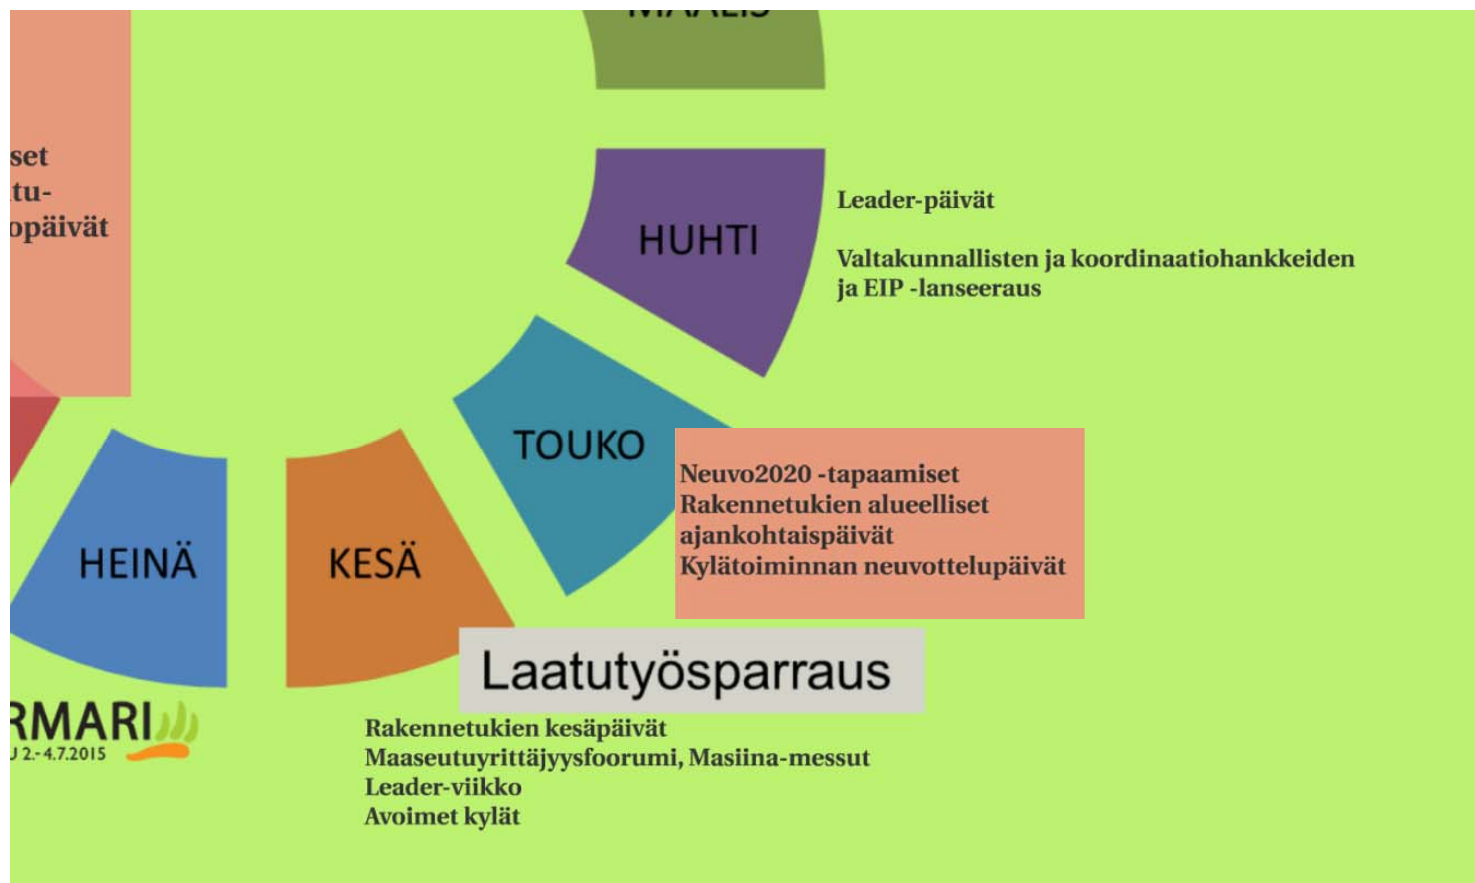 MAALIS
set
tu-
opäivät
HUHTI
Leader-päivät
Valtakunnallisten ja koordinaatiohankkeiden
ja EIP -lanseeraus
TOUKO
Neuvo2020 -tapaamiset
Rakennetukien alueelliset
ajankohtaispäivät
Kylätoiminnan neuvottelupäivät
HEINÄ
KESÄ
Laatutyösparraus
RMARI
U 2.-4.7.2015
Rakennetukien kesäpäivät
Maaseutuyrittäjyysfoorumi, Masiina-messut
Leader-viikko
Avoimet kylät